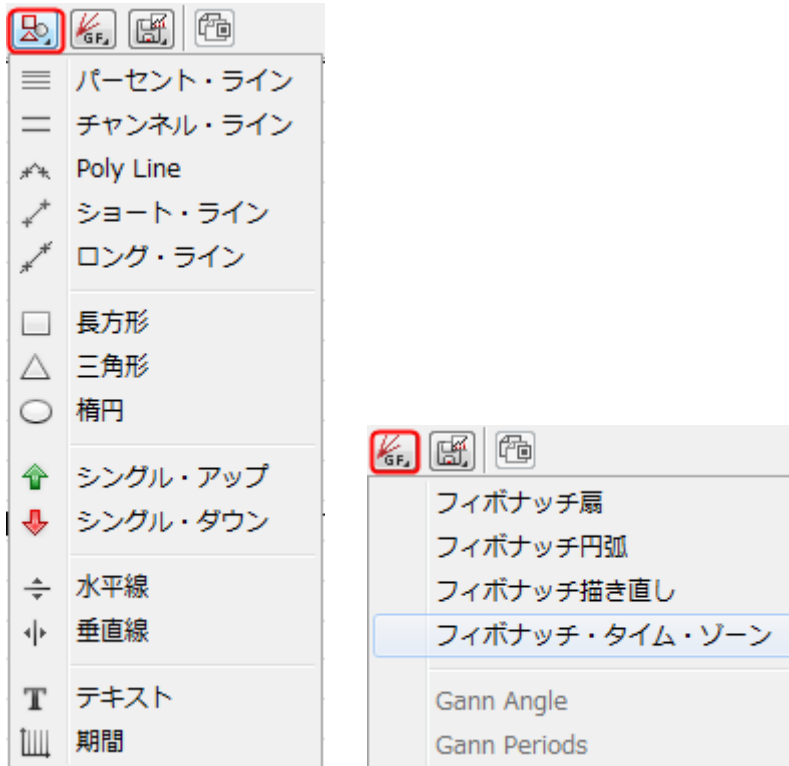 パーセント・ライン
チャンネル・ライン
Poly Line
ショート・ライン
ロング・ライン
長方形
三角形
楕円
シングル・アップ
シングル・ダウン
水平線
垂直線
T テキスト
期間
GF
GF
フィボナッチ扇
フィボナッチ円弧
フィボナッチ描き直し
フィボナッチ・タイム・ゾーン
Gann Angle
Gann Periods